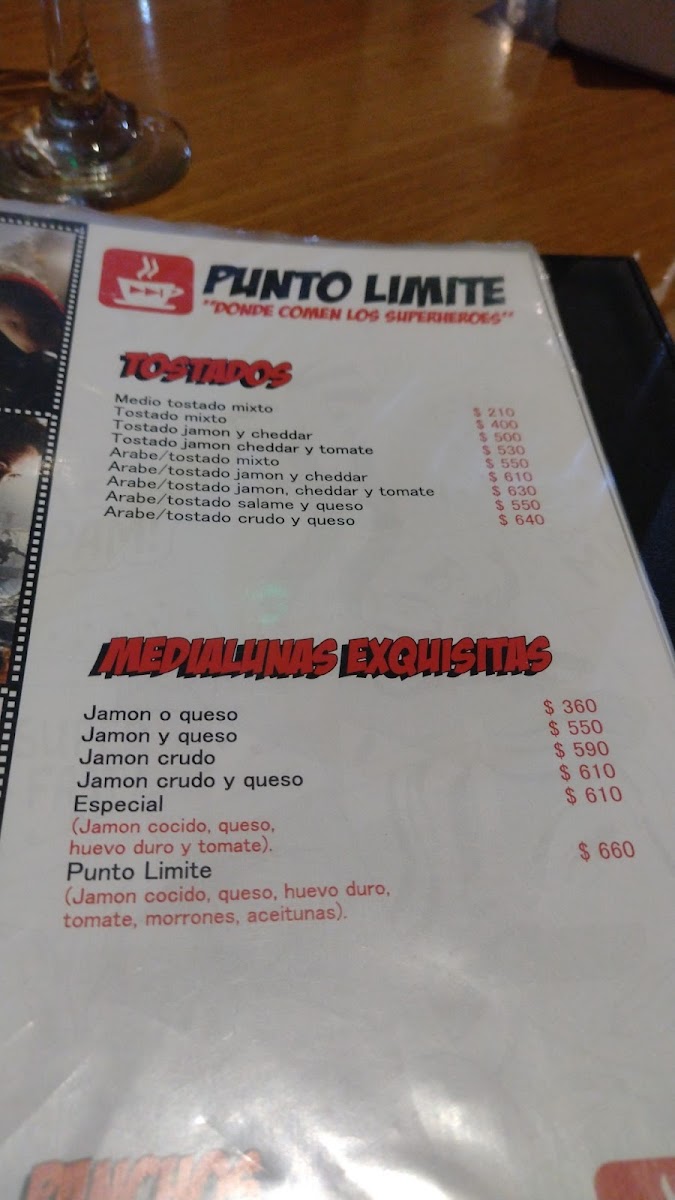 PUNTO LIMITE
"DONDE COMEN LOS SUPERHEROES"
TOSTADOS
Medio tostado mixto $ 210
Tostado mixto $ 400
Tostado jamon y cheddar $ 500
Tostado jamon cheddar y tomate $ 530
Arabe/tostado mixto $ 550
Arabe/tostado jamon y cheddar $ 610
Arabe/tostado jamon, cheddar y tomate $ 630
Arabe/tostado salame y queso $ 550
Arabe/tostado crudo y queso $ 640
MEDIALUNAS EXQUISITAS
Jamon o queso $ 360
Jamon y queso $ 550
Jamon crudo $ 590
Jamon crudo y queso $ 610
Especial $ 610
(Jamon cocido, queso,
huevo duro y tomate).
Punto Limite $ 660
(Jamon cocido, queso, huevo duro,
tomate, morrones, aceitunas).
PANCHOS